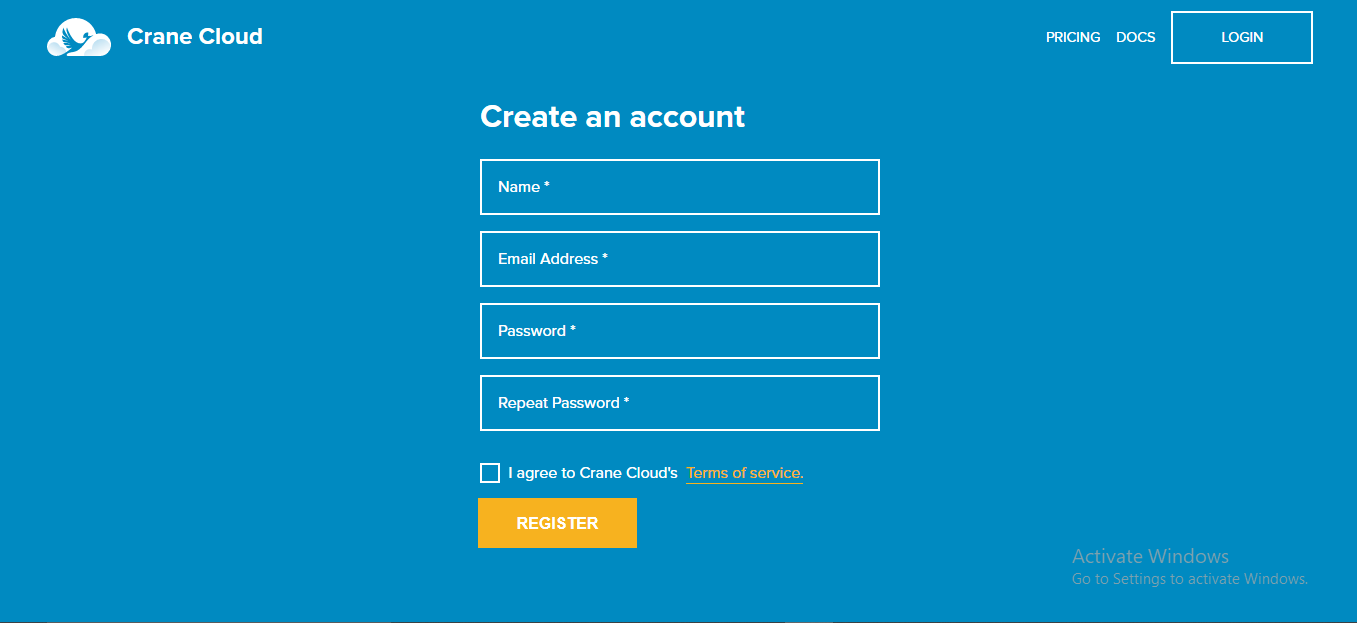 Crane Cloud
PRICING DOCS LOGIN
Create an account
Name *
Email Address *
Password *
Repeat Password *
I agree to Crane Cloud's Terms of service.
REGISTER
Activate Windows
Go to Settings to activate Windows.